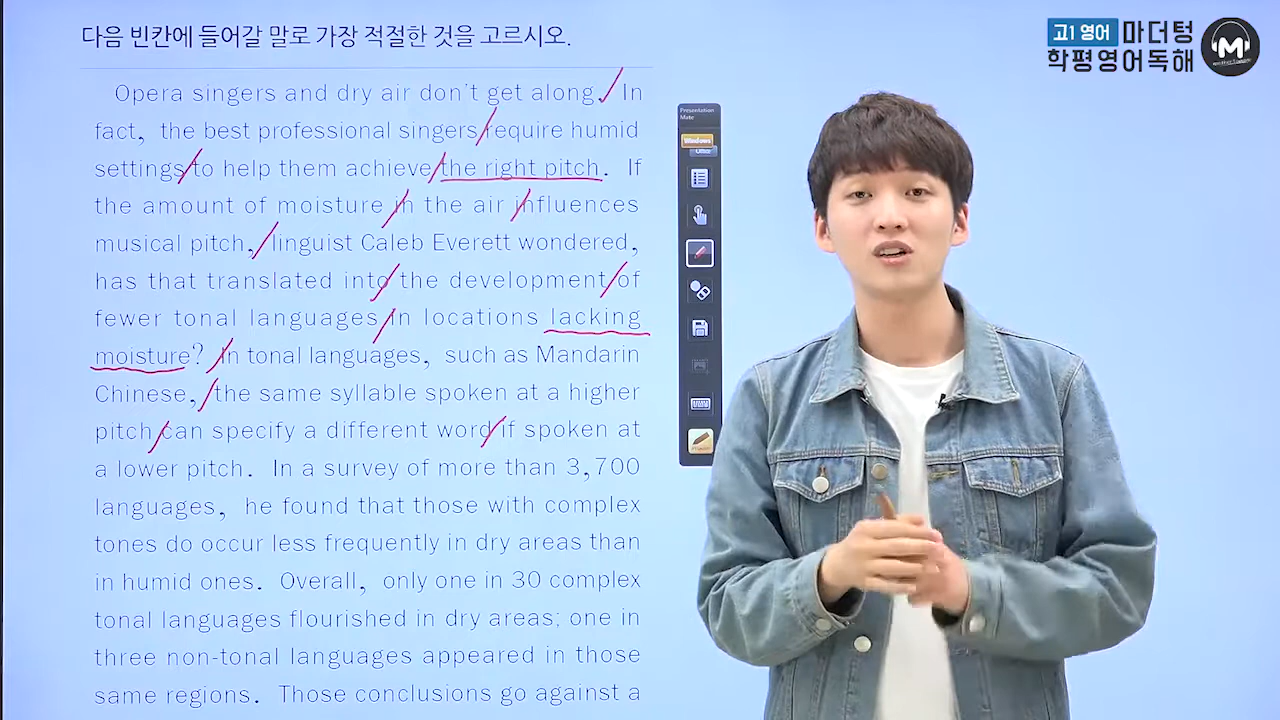 다음 빈칸에 들어갈 말로 가장 적절한 것을 고르시오.
Opera singers and dry air don't get along. In
fact, the best professional singers require humid
settings to help them achieve the right pitch. If
the amount of moisture in the air influences
musical pitch, linguist Caleb Everett wondered,
has that translated into the development of
fewer tonal languages in locations lacking
moisture? In tonal languages, such as Mandarin
Chinese, the same syllable spoken at a higher
pitch can specify a different word if spoken at
a lower pitch. In a survey of more than 3,700
languages, he found that those with complex
tones do occur less frequently in dry areas than
in humid ones. Overall, only one in 30 complex
tonal languages flourished in dry areas; one in
three non-tonal languages appeared in those
same regions. Those conclusions go against a
Presentation
Mate
Windows
고1 영어 마더텅
학평영어독해
M